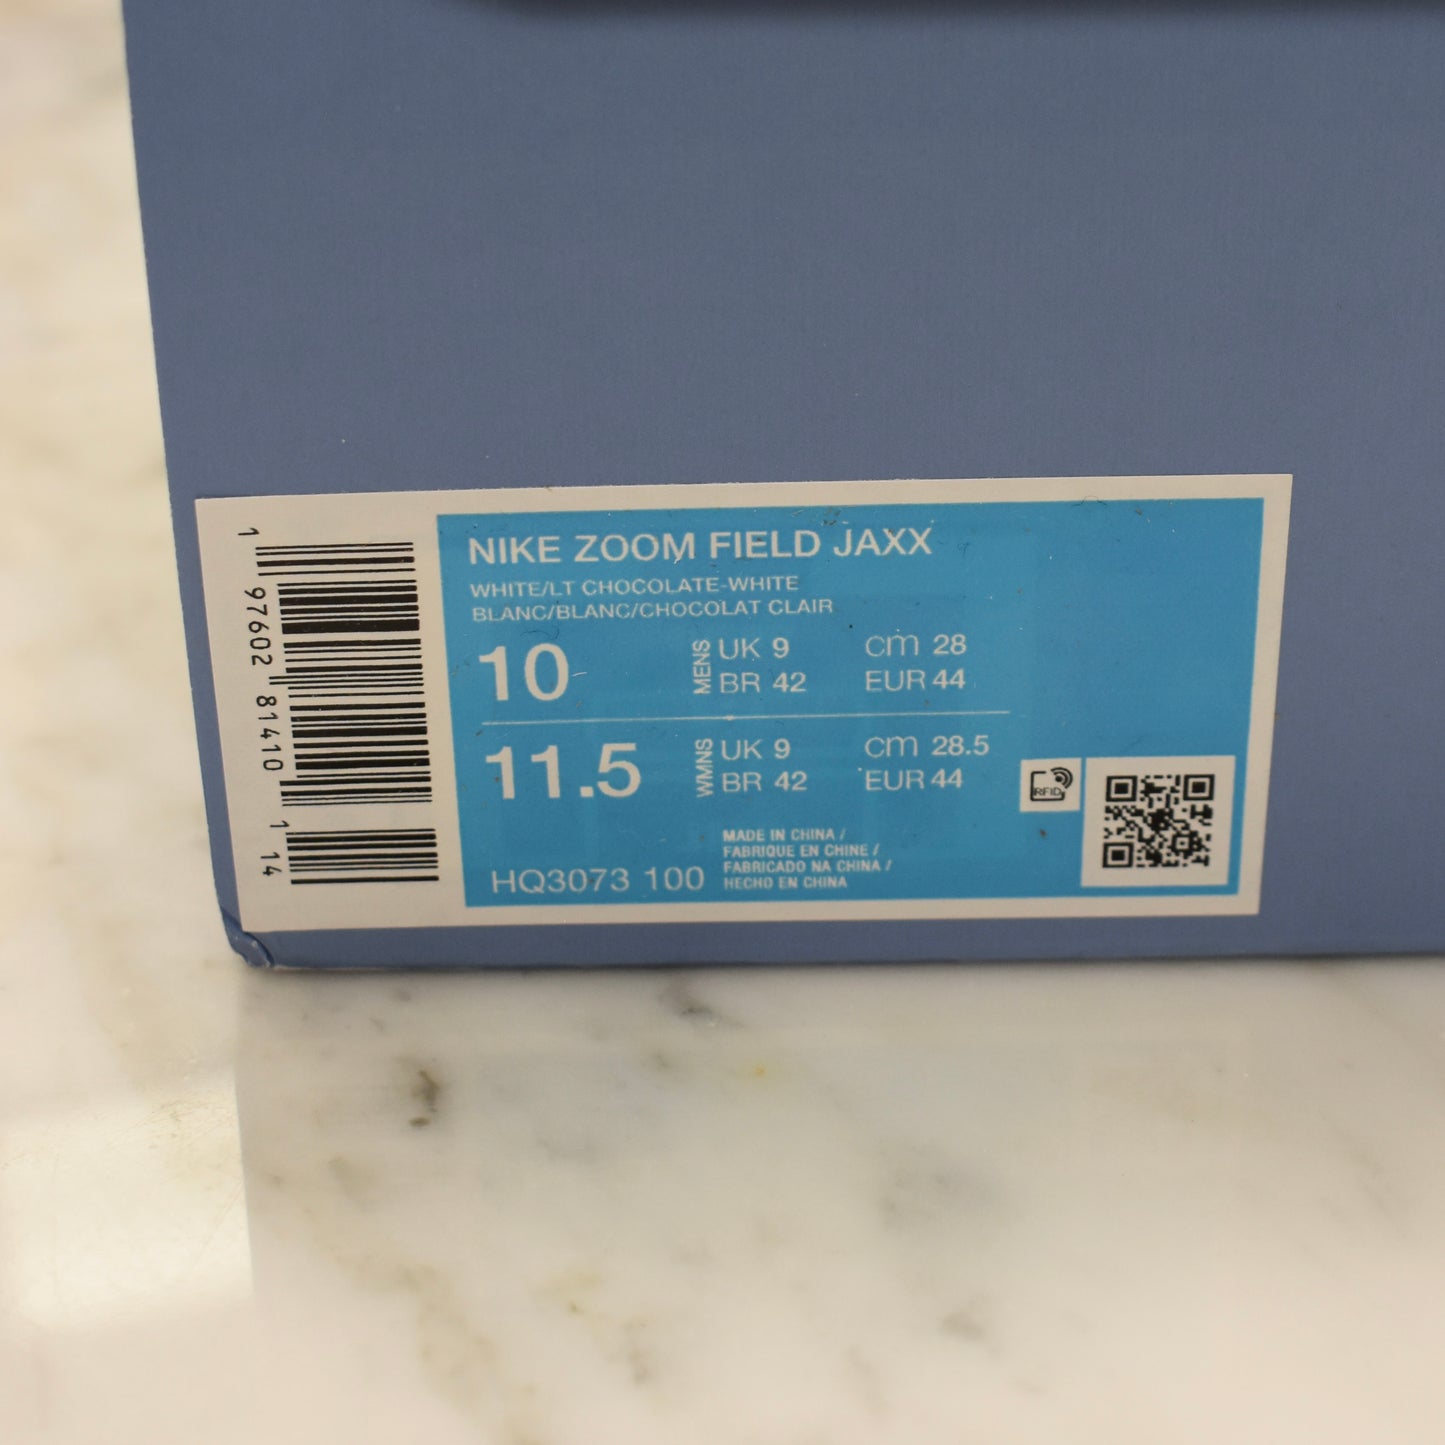 1 97602 81410 1 14
NIKE ZOOM FIELD JAXX
WHITE/LT CHOCOLATE-WHITE
BLANC/BLANC/CHOCOLAT CLAIR
10 MENS UK 9 cm 28
BR 42 EUR 44
11.5 WMNS UK 9 cm 28.5
BR 42 EUR 44
RFID
HQ3073 100
MADE IN CHINA /
FABRIQUE EN CHINE /
FABRICADO NA CHINA /
HECHO EN CHINA